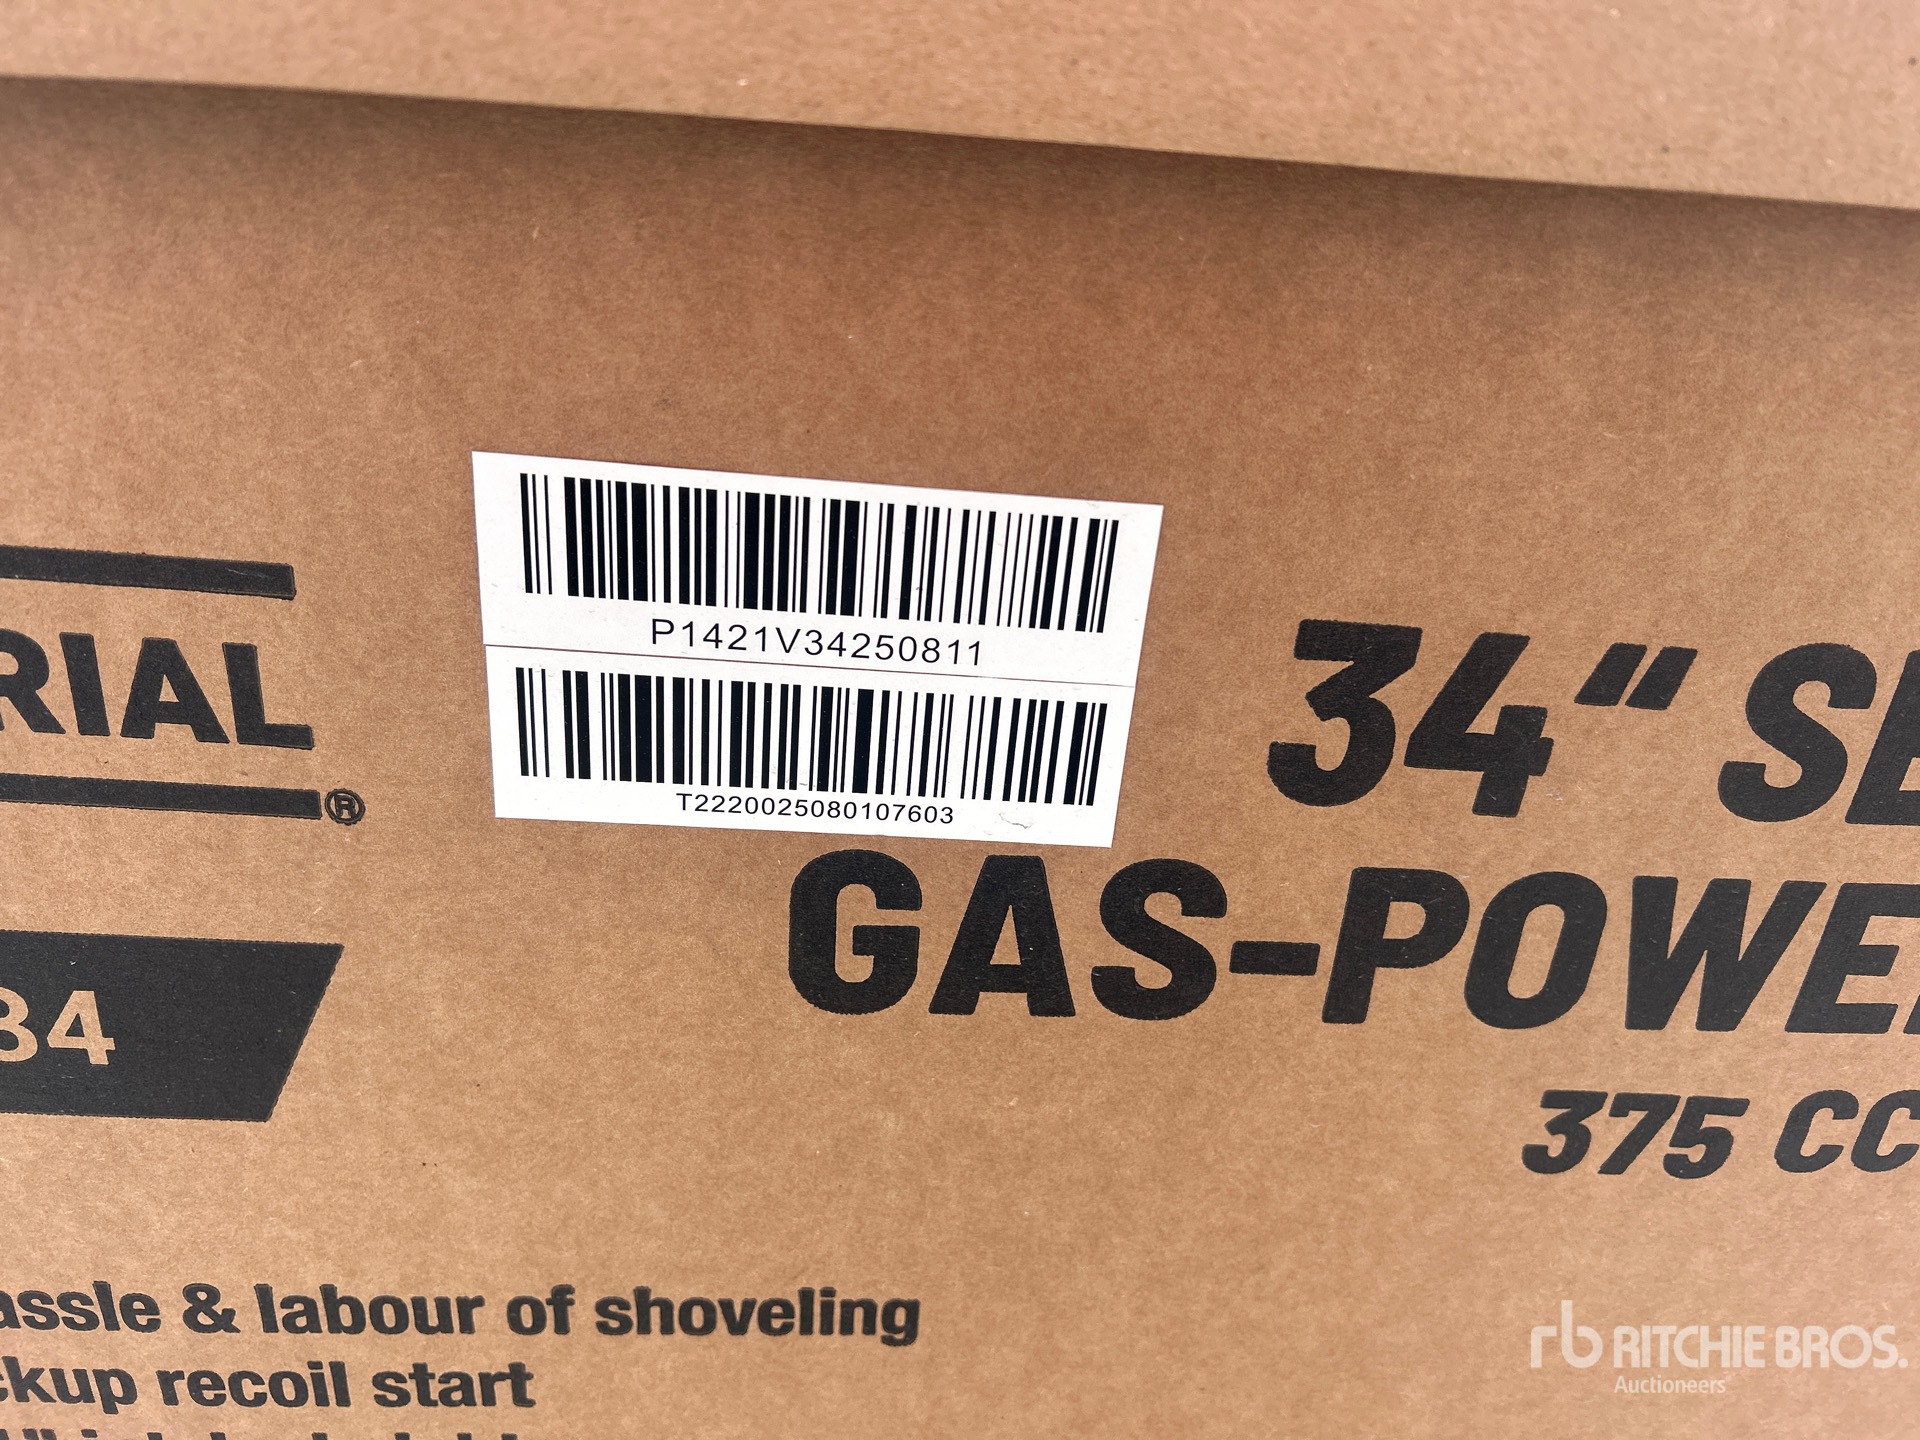 P1421V34250811
T2220025080107603
RIAL
®
34
34" SE
GAS-POWE
375 CC
assle & labour of shoveling
ckup recoil start
rb RITCHIE BROS.
Auctioneers